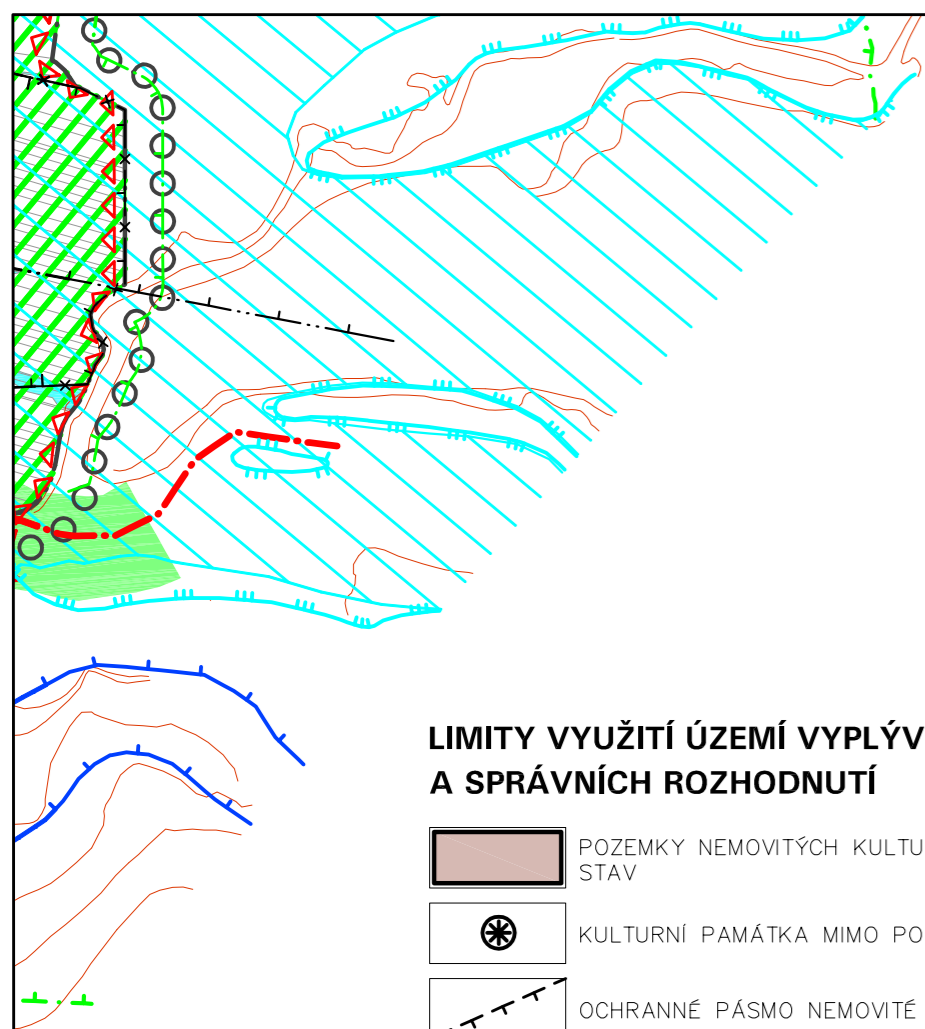 LIMITY VYUŽITÍ ÚZEMÍ VYPLÝV
A SPRÁVNÍCH ROZHODNUTÍ
POZEMKY NEMOVITÝCH KULTU
STAV
KULTURNÍ PAMÁTKA MIMO PO
OCHRANNÉ PÁSMO NEMOVITÉ